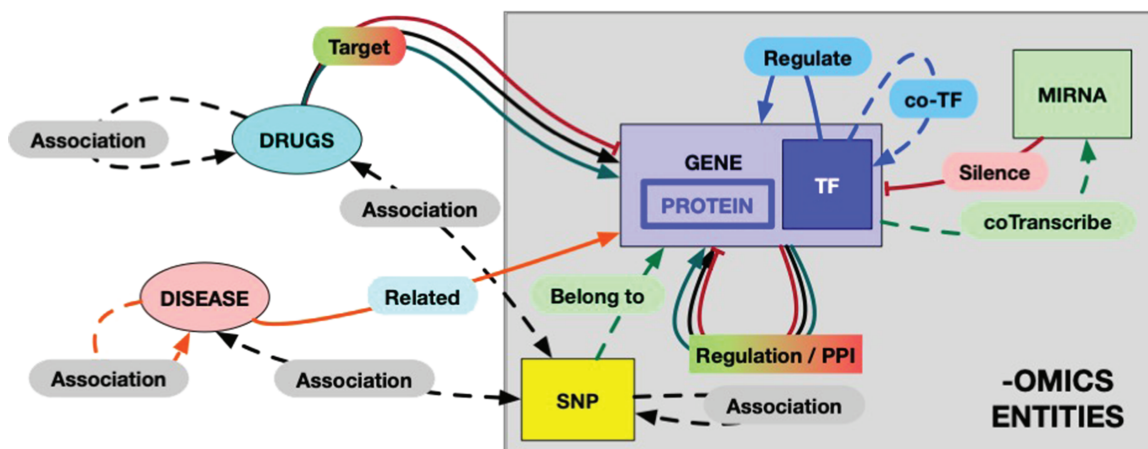 Target
Regulate
co-TF
MIRNA
Association
DRUGS
GENE
PROTEIN
TF
Silence
Association
coTranscribe
DISEASE
Related
Belong to
Association
Association
Regulation / PPI
SNP
Association
-OMICS
ENTITIES